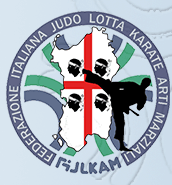 FEDERAZIONE ITALIANA JUDO LOTTA KARATE ARTI MARZIALI
FIJLKAM